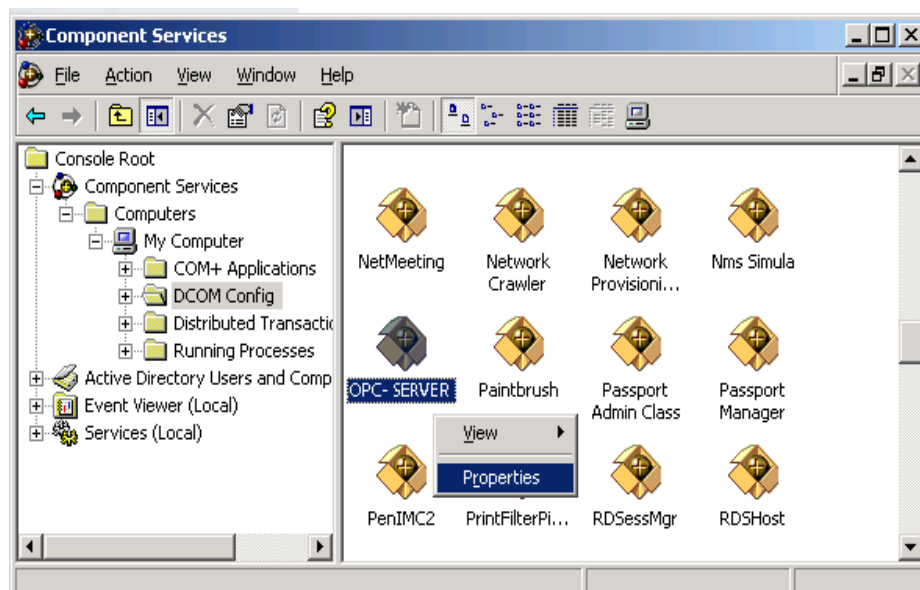 Component Services
File Action View Window Help
Console Root
Component Services
Computers
My Computer
COM+ Applications
DCOM Config
Distributed Transactio
Running Processes
Active Directory Users and Comp
Event Viewer (Local)
Services (Local)
NetMeeting
Network
Crawler
Network
Provisioni...
Nms Simula
OPC- SERVER
Paintbrush
Passport
Admin Class
Passport
Manager
View
Properties
PenIMC2
PrintFilterPi...
RDSessMgr
RDSHost